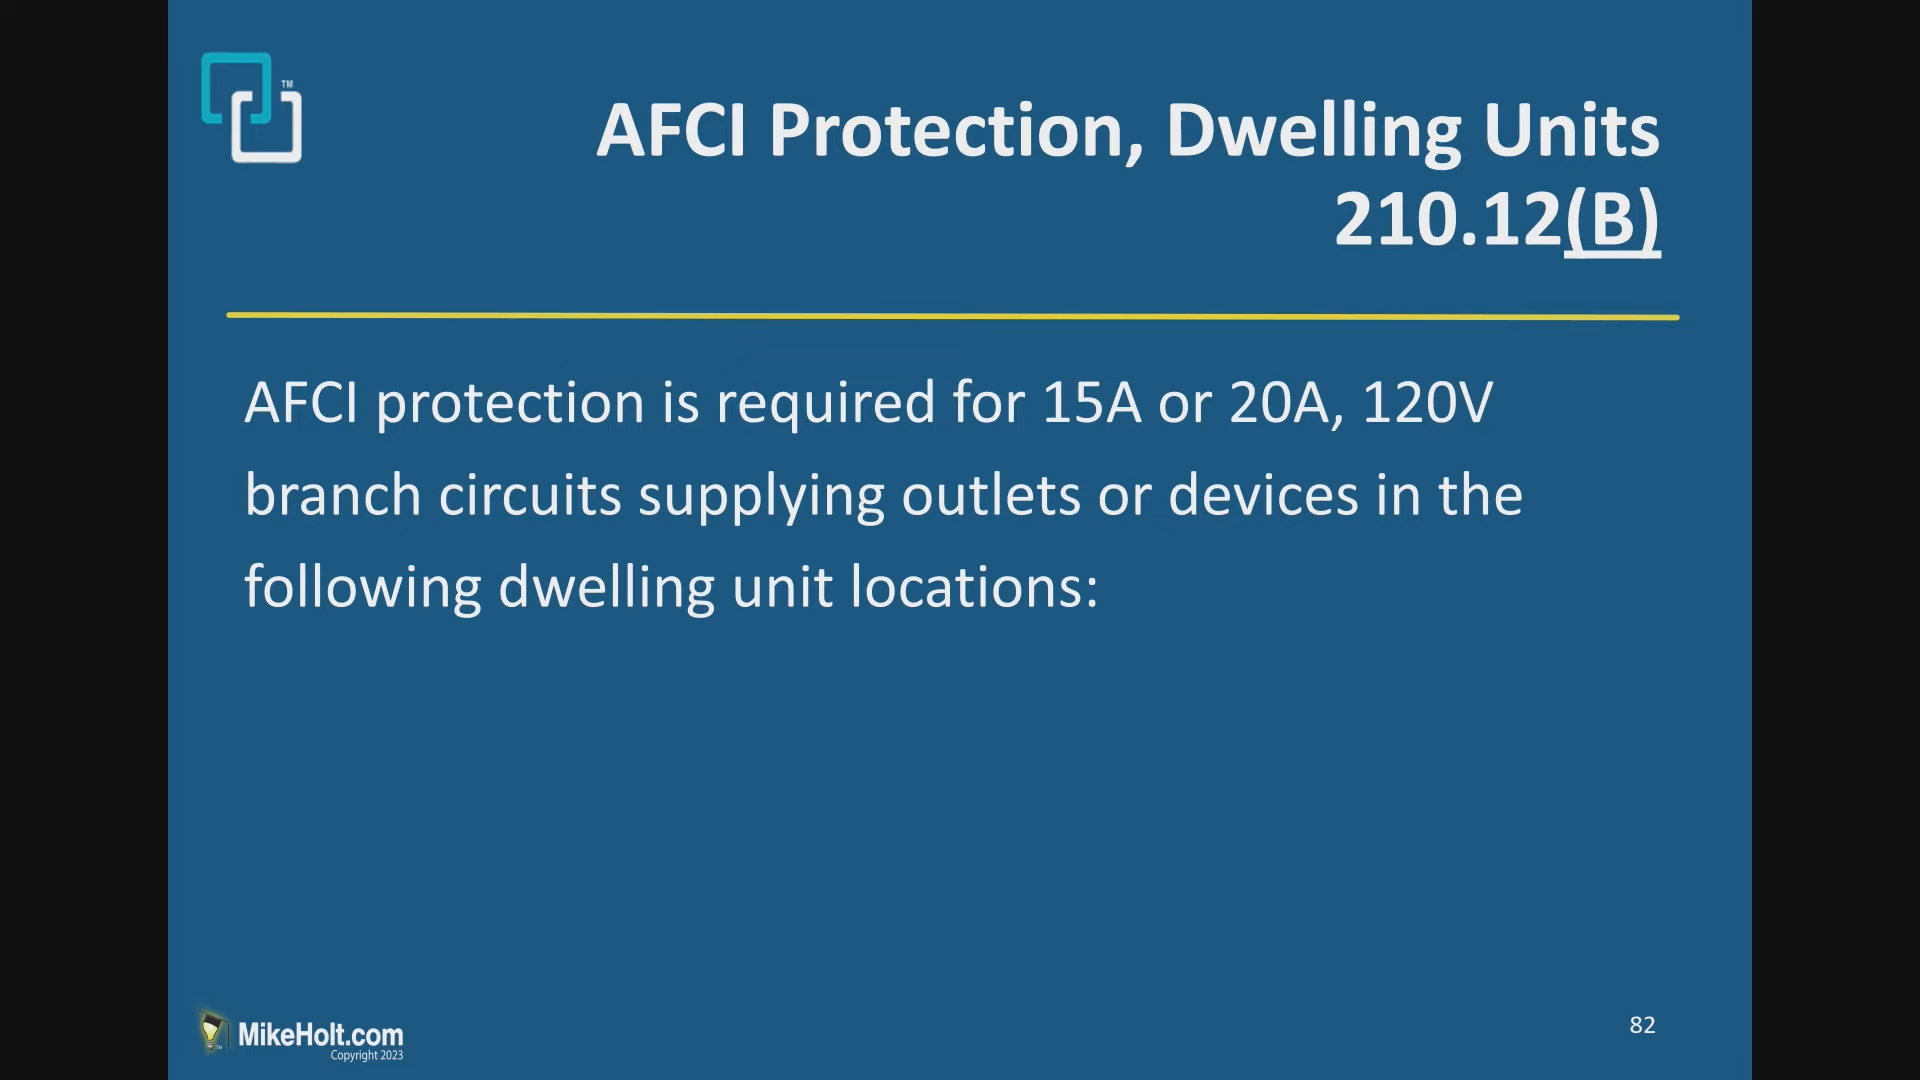 TM
AFCI Protection, Dwelling Units
210.12(B)
AFCI protection is required for 15A or 20A, 120V
branch circuits supplying outlets or devices in the
following dwelling unit locations:
MikeHolt.com
Copyright 2023
82